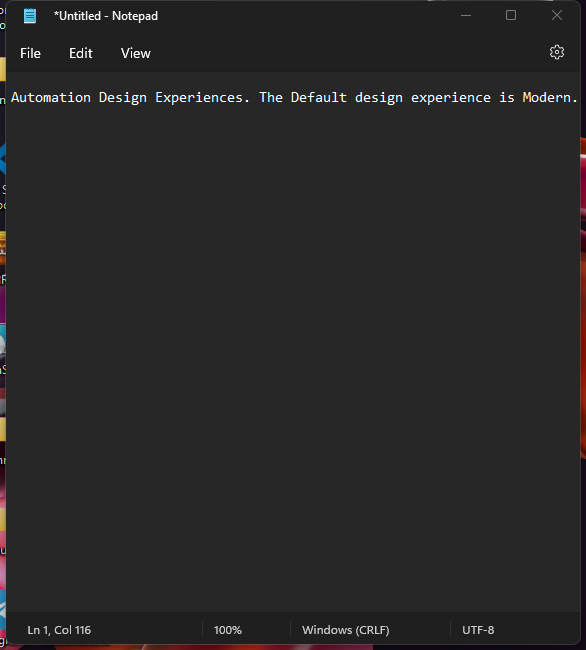 *Untitled - Notepad
File Edit View
Automation Design Experiences. The Default design experience is Modern.
Ln 1, Col 116 100% Windows (CRLF) UTF-8